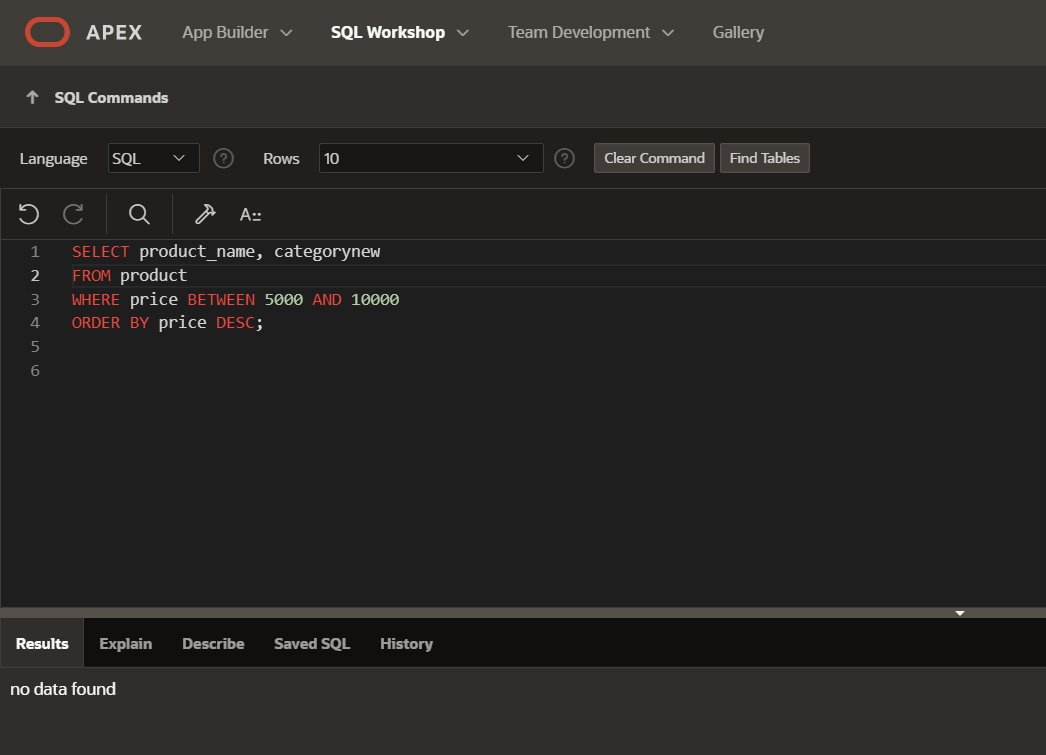 APEX App Builder SQL Workshop Team Development Gallery
SQL Commands
Language SQL ? Rows 10 ? Clear Command Find Tables
A
1 SELECT product_name, categorynew
2 FROM product
3 WHERE price BETWEEN 5000 AND 10000
4 ORDER BY price DESC;
5
6
Results Explain Describe Saved SQL History
no data found